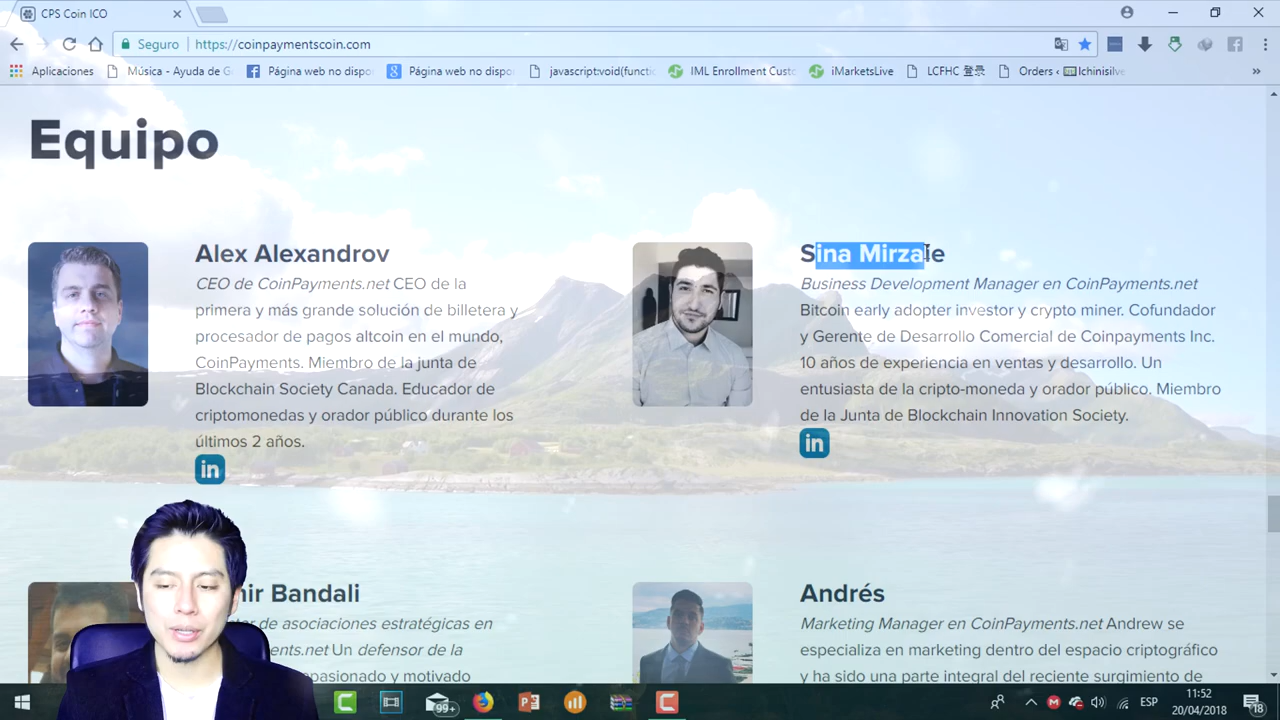 CPS Coin ICO
Seguro
https://coinpaymentscoin.com
Aplicaciones
Música - Ayuda de G
Página web no dispo
Página web no dispo
javascript:void(functi
IML Enrollment Custo
iMarketsLive
LCFHC 登录
Orders ‹
Ichinisilve
»
Equipo
Alex Alexandrov
CEO de CoinPayments.net CEO de la
primera y más grande solución de billetera y
procesador de pagos altcoin en el mundo,
CoinPayments. Miembro de la junta de
Blockchain Society Canada. Educador de
criptomonedas y orador público durante los
últimos 2 años.
in
Sina Mirza
Business Development Manager en CoinPayments.net
Bitcoin early adopter investor y crypto miner. Cofundador
y Gerente de Desarrollo Comercial de Coinpayments Inc.
10 años de experiencia en ventas y desarrollo. Un
entusiasta de la cripto-moneda y orador público. Miembro
de la Junta de Blockchain Innovation Society.
in
Bandali
de asociaciones estratégicas en
Un defensor de la
motivado
Andrés
Marketing Manager en CoinPayments.net Andrew se
especializa en marketing dentro del espacio criptográfico
y ha sido una parte integral del reciente surgimiento de
99+
ESP
11:52
20/04/2018
18